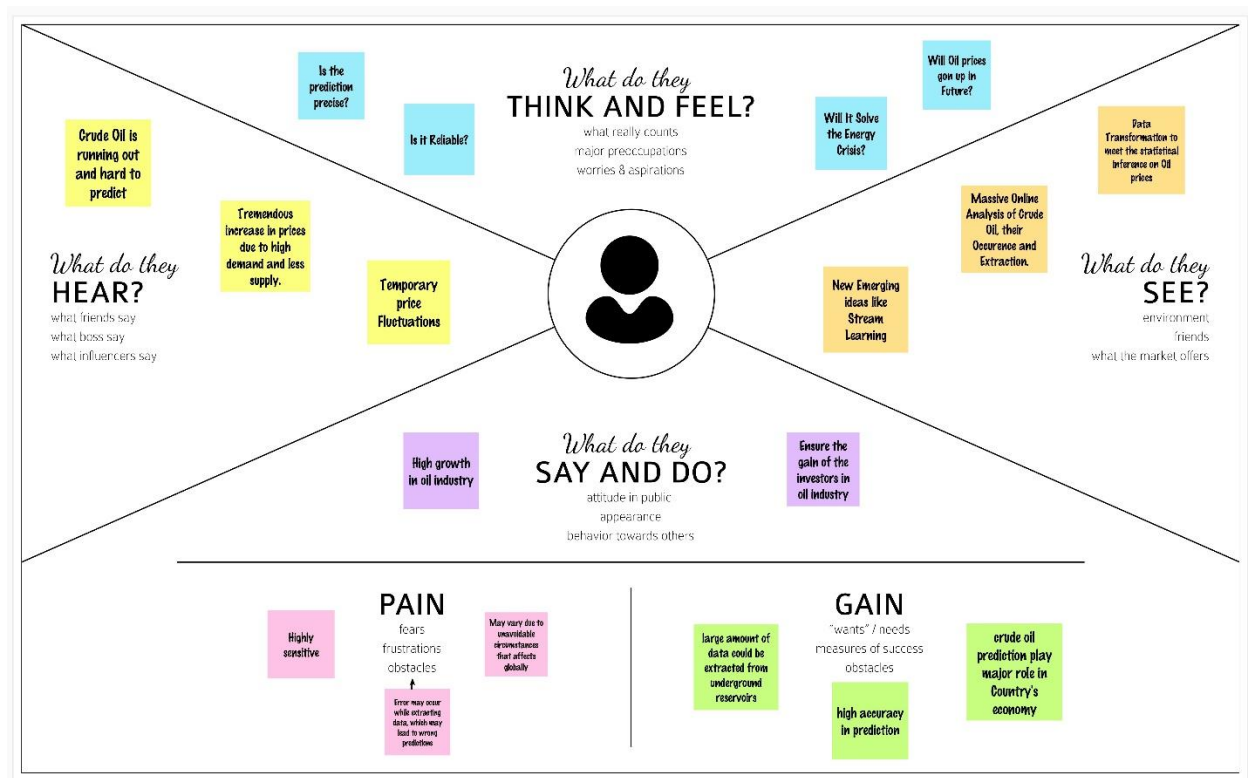 Is the
prediction
precise?
Is it Reliable?
What do they
THINK AND FEEL?
what really counts
major preoccupations
worries & aspirations
Will It Solve
the Energy
Crisis?
Will Oil prices
gon up in
Future?
Crude Oil is
running out
and hard to
predict
Tremendous
increase in prices
due to high
demand and less
supply.
Temporary
price
Fluctuations
What do they
HEAR?
what friends say
what boss say
what influencers say
Data
Transformation to
meet the statistical
inference on Oil
prices
Massive Online
Analysis of Crude
Oil, their
Occurence and
Extraction.
New Emerging
ideas like
Stream
Learning
What do they
SEE?
environment
friends
what the market offers
High growth
in oil industry
What do they
SAY AND DO?
attitude in public
appearance
behavior towards others
Ensure the
gain of the
investors in
oil industry
Highly
sensitive
PAIN
fears
frustrations
obstacles
Error may occur
while extracting
data, which may
lead to wrong
predictions
May vary due to
unavoidable
circumstances
that affects
globally
large amount of
data could be
extracted from
underground
reservoirs
GAIN
"wants" / needs
measures of success
obstacles
high accuracy
in prediction
crude oil
prediction play
major role in
Country's
economy